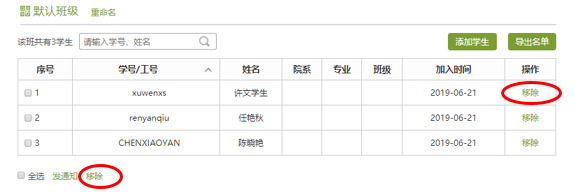 默认班级 重命名
该班共有3学生 请输入学号、姓名 添加学生 导出名单
序号 学号/工号 姓名 院系 专业 班级 加入时间 操作
1 xuwenxs 许文学生 2019-06-21 移除
2 renyanqiu 任艳秋 2019-06-21 移除
3 CHENXIAOYAN 陈晓艳 2019-06-21 移除
全选 发通知 移除